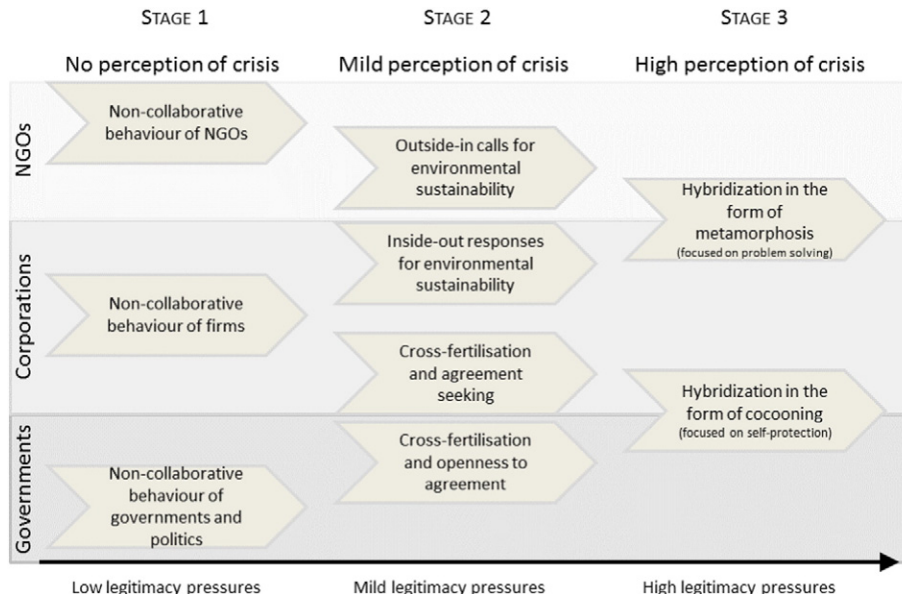 STAGE 1
STAGE 2
STAGE 3
No perception of crisis
Mild perception of crisis
High perception of crisis
NGOs
Non-collaborative
behaviour of NGOs
Outside-in calls for
environmental
sustainability
Hybridization in the
form of
metamorphosis
(focused on problem solving)
Corporations
Non-collaborative
behaviour of firms
Inside-out responses
for environmental
sustainability
Cross-fertilisation
and agreement
seeking
Hybridization in the
form of cocooning
(focused on self-protection)
Governments
Non-collaborative
behaviour of
governments and
politics
Cross-fertilisation
and openness to
agreement
Low legitimacy pressures
Mild legitimacy pressures
High legitimacy pressures